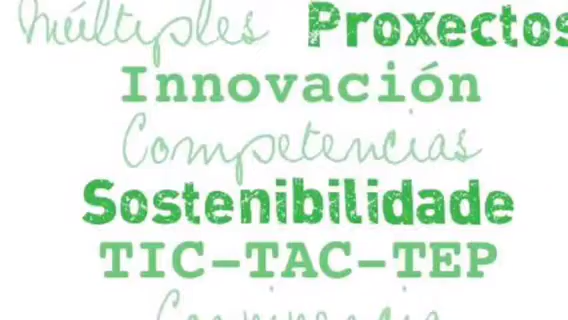 Múltiples Proxectos
Innovación
Competencias
Sostenibilidade
TIC-TAC-TEP